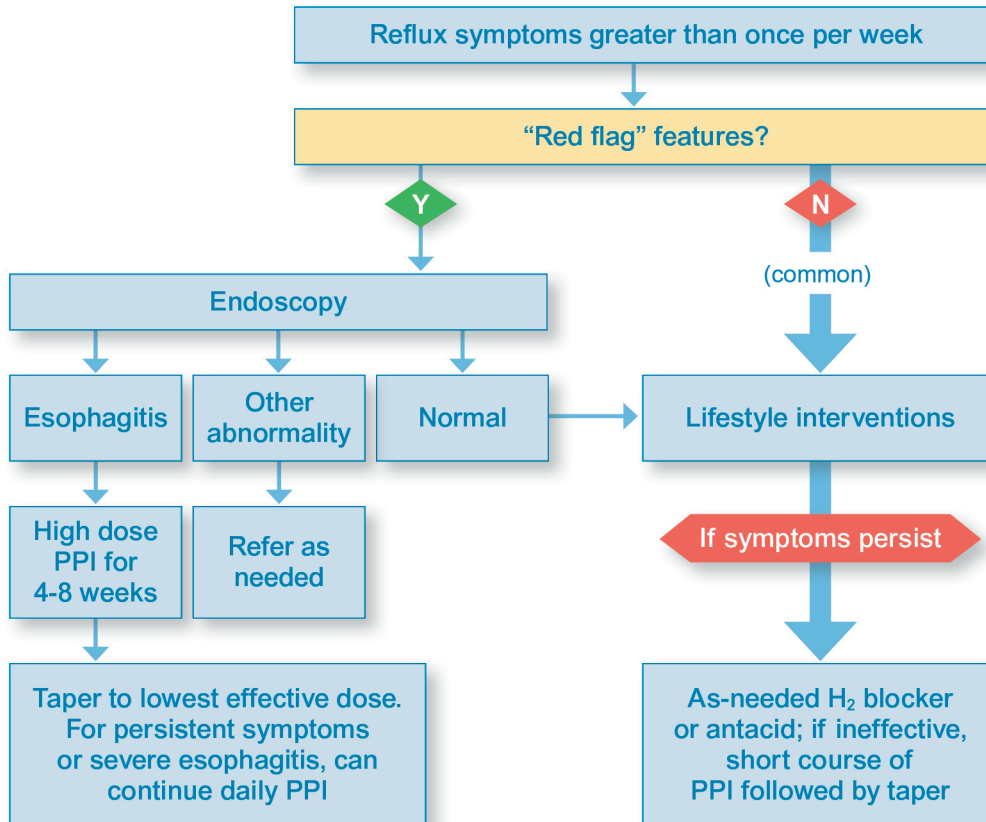 Reflux symptoms greater than once per week
“Red flag” features?
Y
N
(common)
Endoscopy
Esophagitis
Other
abnormality
Normal
Lifestyle interventions
High dose
PPI for
4-8 weeks
Refer as
needed
If symptoms persist
Taper to lowest effective dose.
For persistent symptoms
or severe esophagitis, can
continue daily PPI
As-needed H₂ blocker
or antacid; if ineffective,
short course of
PPI followed by taper